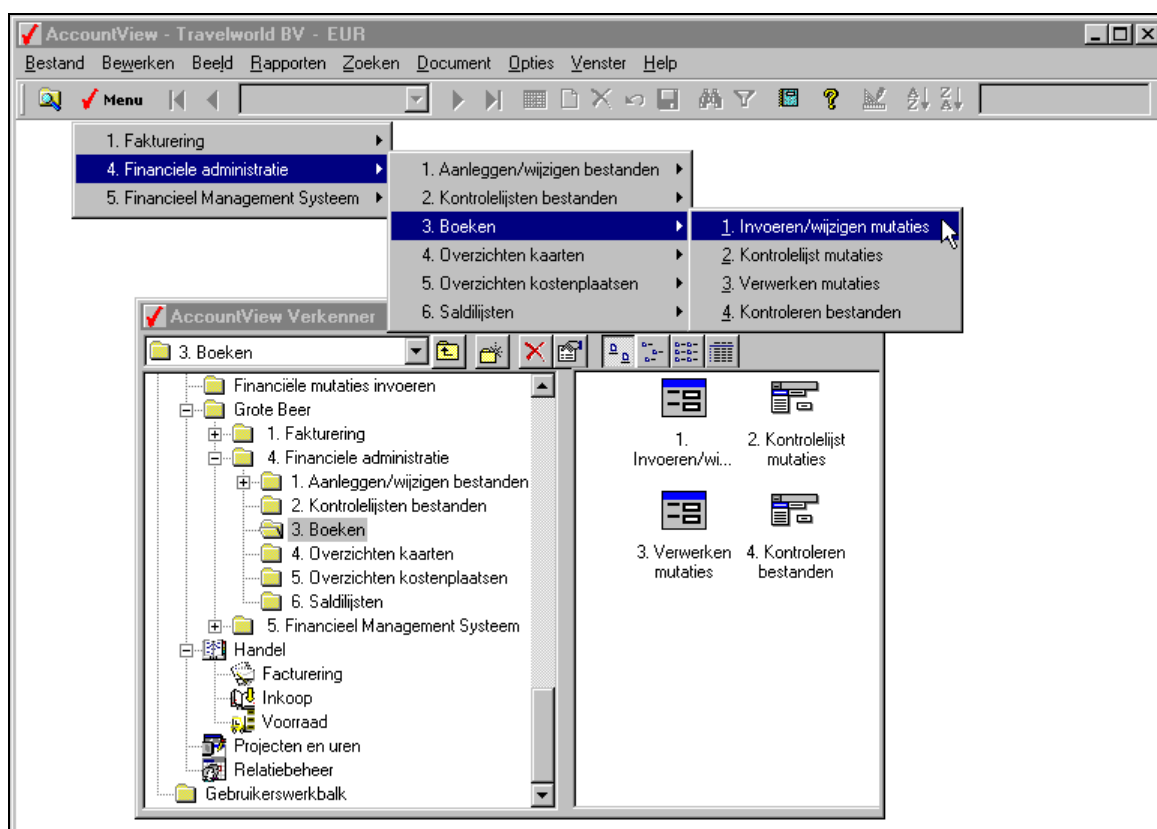 AccountView - Travelworld BV - EUR
Bestand Bewerken Beeld Rapporten Zoeken Document Opties Venster Help
Menu
1. Fakturering
4. Financiele administratie
5. Financieel Management Systeem
1. Aanleggen/wijzigen bestanden
2. Kontrolelijsten bestanden
3. Boeken
4. Overzichten kaarten
5. Overzichten kostenplaatsen
6. Saldilijsten
1. Invoeren/wijzigen mutaties
2. Kontrolelijst mutaties
3. Verwerken mutaties
4. Kontroleren bestanden
AccountView Verkenner
3. Boeken
Financiële mutaties invoeren
Grote Beer
1. Fakturering
4. Financiele administratie
1. Aanleggen/wijzigen bestanden
2. Kontrolelijsten bestanden
3. Boeken
4. Overzichten kaarten
5. Overzichten kostenplaatsen
6. Saldilijsten
5. Financieel Management Systeem
Handel
Facturering
Inkoop
Voorraad
Projecten en uren
Relatiebeheer
Gebruikerswerkbalk
1.
Invoeren/wi...
2. Kontrolelijst
mutaties
3. Verwerken
mutaties
4. Kontroleren
bestanden